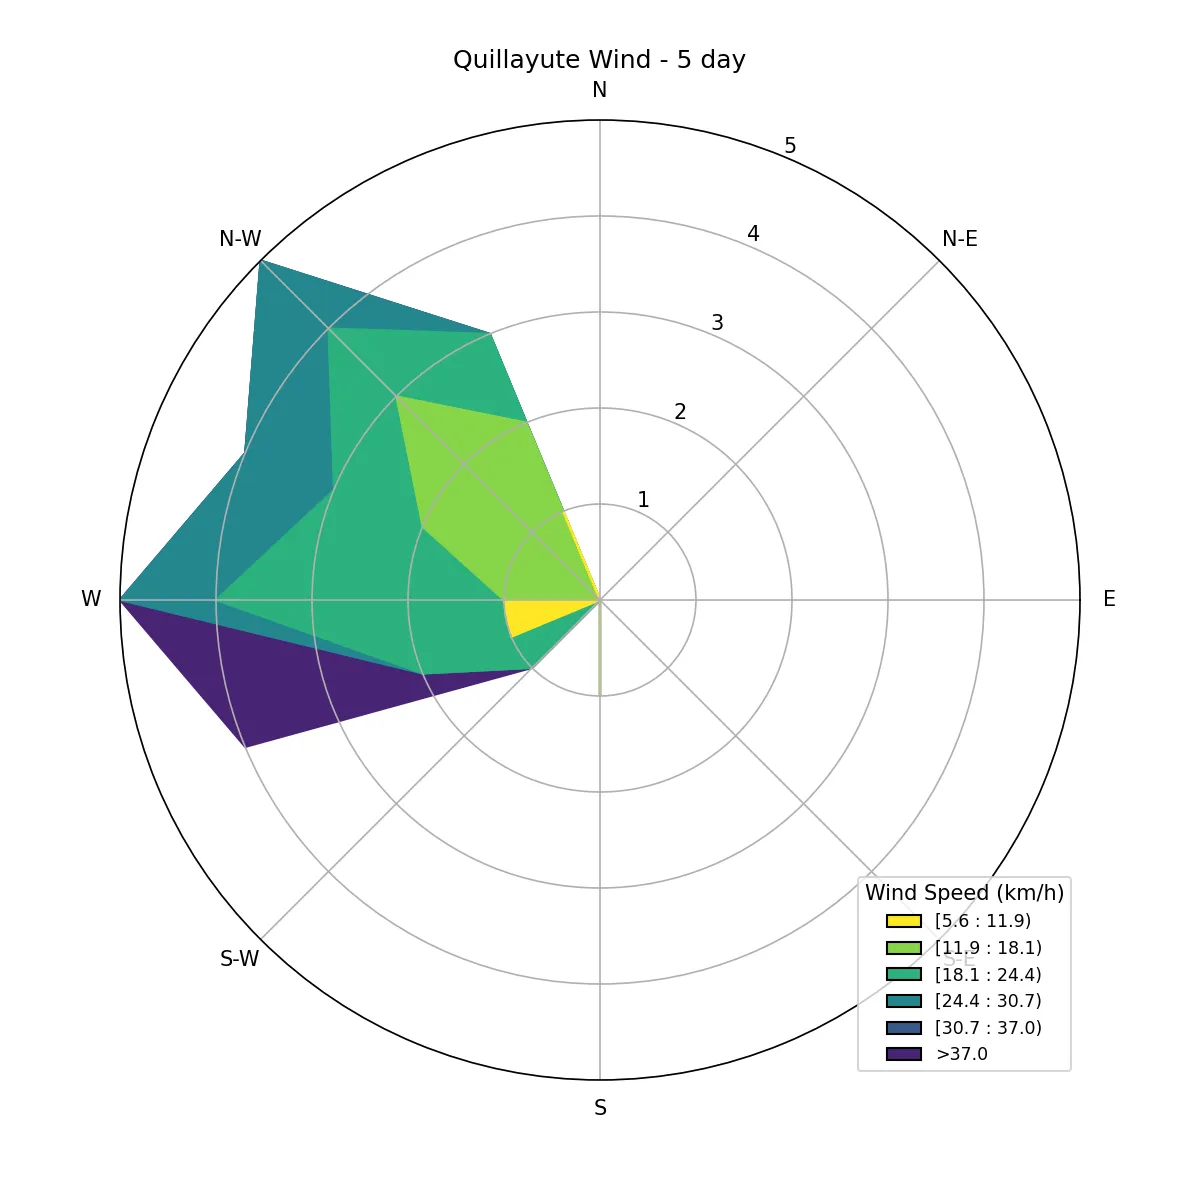 Quillayute Wind - 5 day
N
5
N-W
N-E
4
3
2
1
W
E
S-W
S-E
S
Wind Speed (km/h)
[5.6 : 11.9)
[11.9 : 18.1)
[18.1 : 24.4)
[24.4 : 30.7)
[30.7 : 37.0)
>37.0